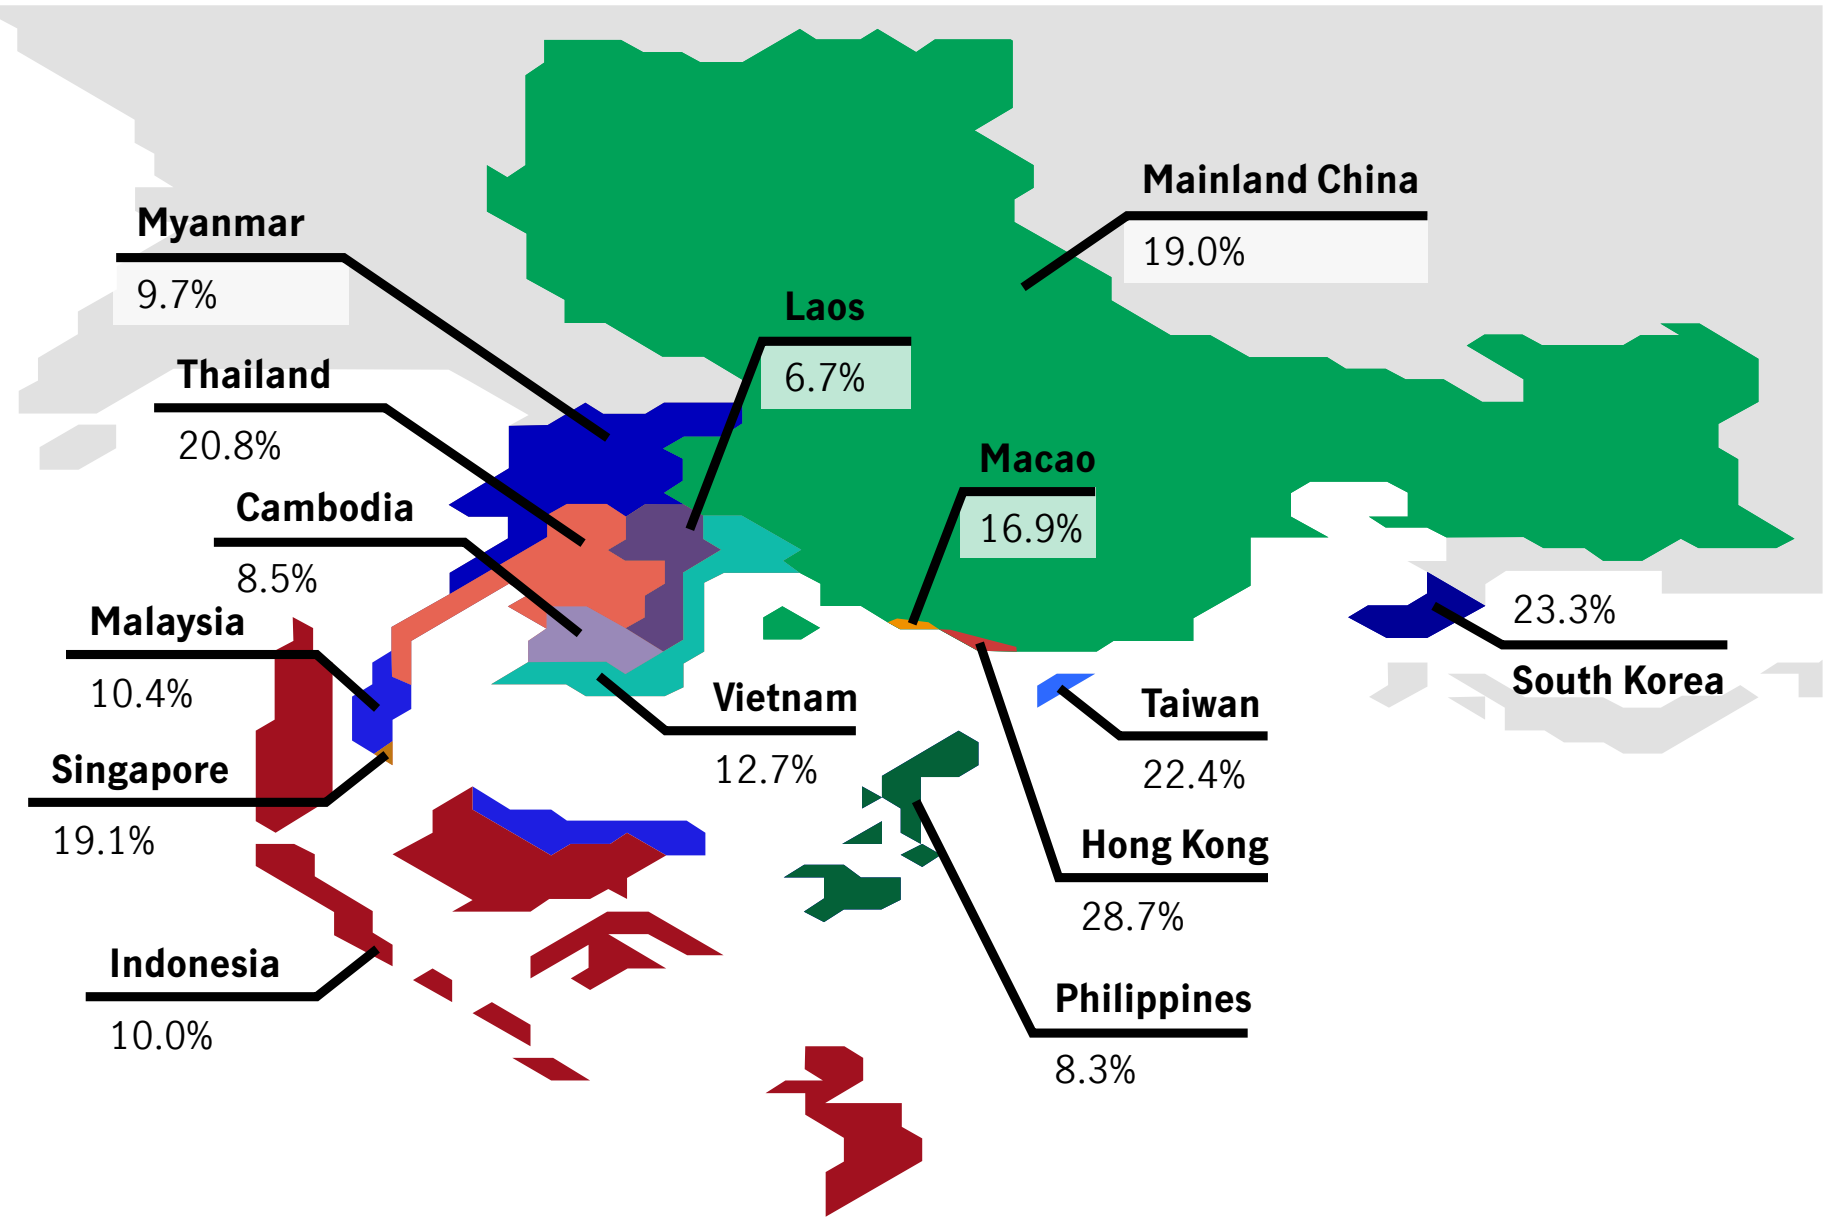 Mainland China
19.0%
Myanmar
9.7%
Laos
6.7%
Thailand
20.8%
Macao
16.9%
Cambodia
8.5%
Malaysia
10.4%
23.3%
South Korea
Vietnam
12.7%
Taiwan
22.4%
Singapore
19.1%
Hong Kong
28.7%
Indonesia
10.0%
Philippines
8.3%